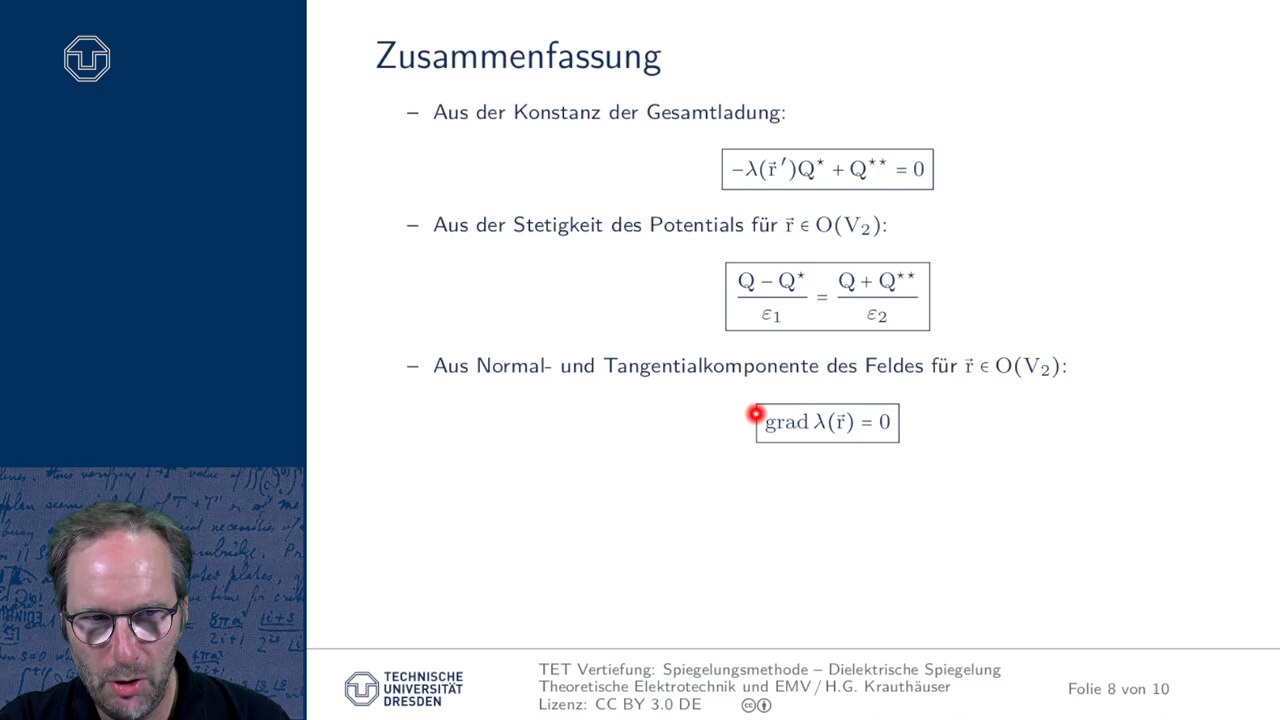 Zusammenfassung
– Aus der Konstanz der Gesamtladung:
−λ(r⃗ ′)Q⋆ + Q⋆⋆ = 0
– Aus der Stetigkeit des Potentials für r⃗ ∈ O(V₂):
(Q − Q⋆)/ε₁ = (Q + Q⋆⋆)/ε₂
– Aus Normal- und Tangentialkomponente des Feldes für r⃗ ∈ O(V₂):
grad λ(r⃗) = 0
TECHNISCHE
UNIVERSITÄT
DRESDEN
TET Vertiefung: Spiegelungsmethode – Dielektrische Spiegelung
Theoretische Elektrotechnik und EMV / H.G. Krauthäuser
Lizenz: CC BY 3.0 DE
Folie 8 von 10